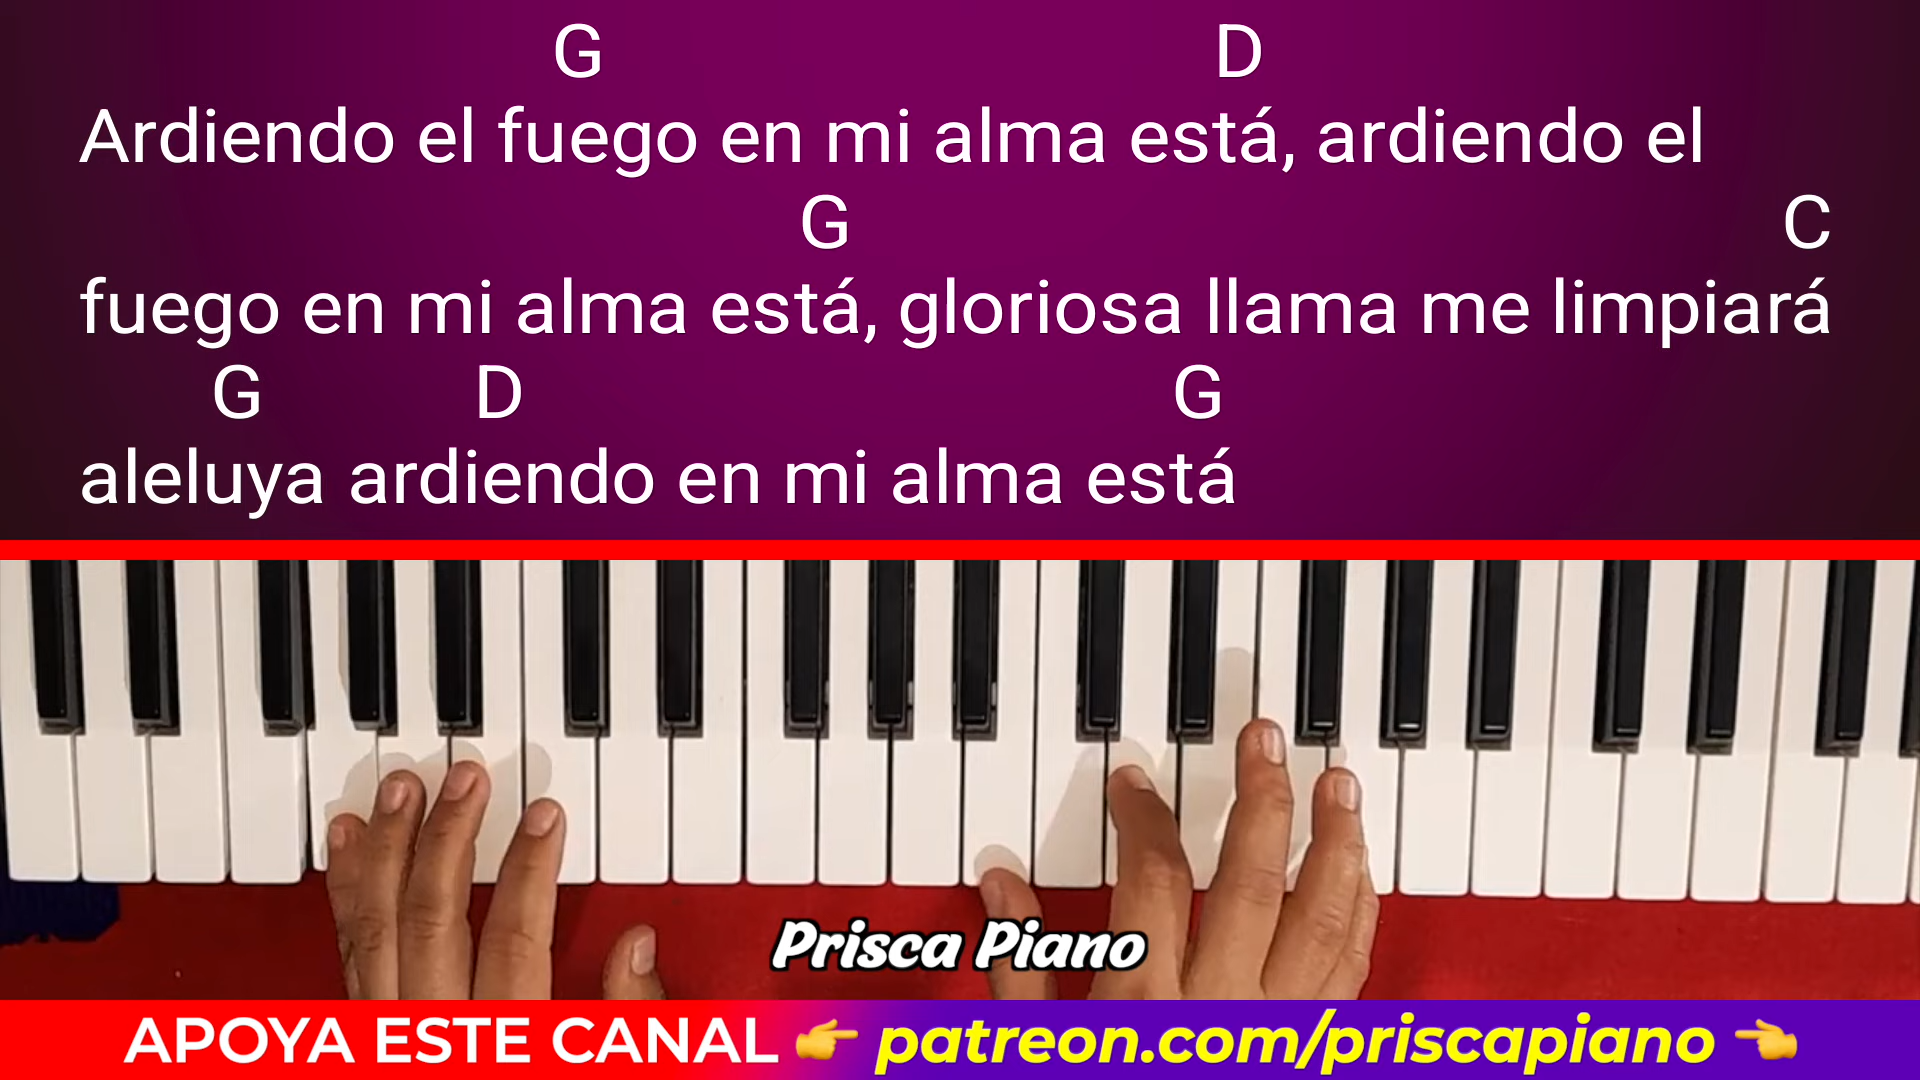 G D
Ardiendo el fuego en mi alma está, ardiendo el
G C
fuego en mi alma está, gloriosa llama me limpiará
G D G
aleluya ardiendo en mi alma está
Prisca Piano
APOYA ESTE CANAL 👉 patreon.com/priscapiano 👈